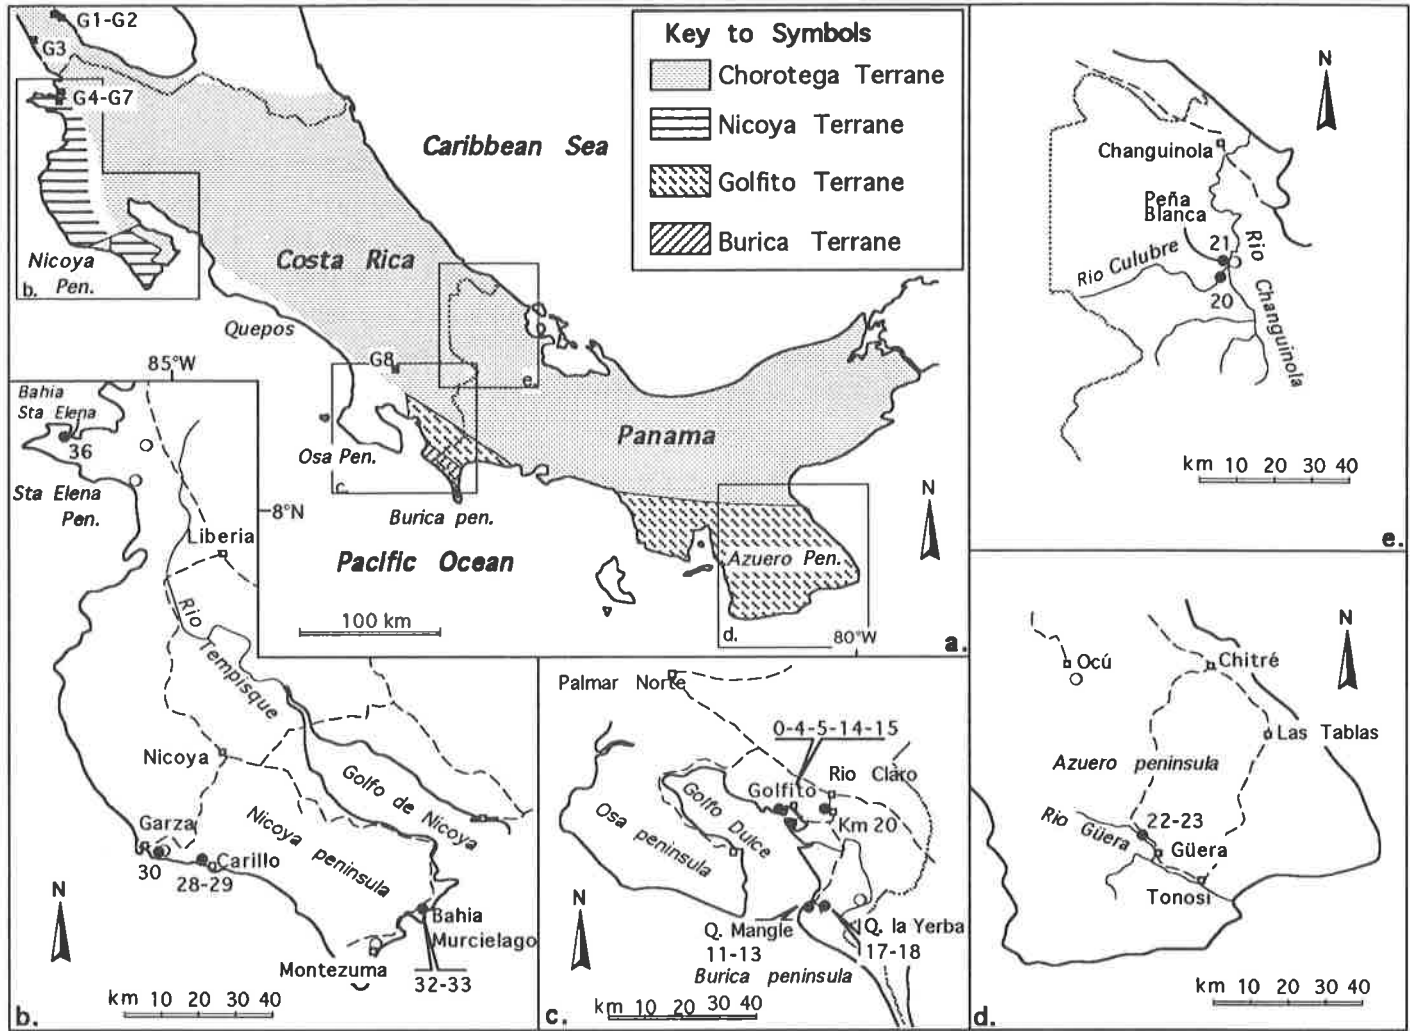 G1-G2
G3
G4-G7
Key to Symbols
Chorotega Terrane
Nicoya Terrane
Golfito Terrane
Burica Terrane
Caribbean Sea
Costa Rica
Nicoya
Pen.
b.
Quepos
G8
e.
Panama
Osa Pen.
c.
Burica pen.
Pacific Ocean
Azuero Pen.
N
100 km
d.
80°W
a.
85°W
8°N
Bahia
Sta Elena
36
Sta Elena
Pen.
Liberia
Rio
Tempisque
Nicoya
Golfo de Nicoya
Nicoya peninsula
Garza
30
Carillo
28-29
N
Bahia
Murcielago
Montezuma
32-33
km 10 20 30 40
b.
Palmar Norte
0-4-5-14-15
Rio Claro
Golfito
Km 20
Golfo Dulce
Osa
peninsula
N
Q. Mangle
11-13
Q. la Yerba
17-18
Burica peninsula
km 10 20 30 40
c.
N
Changuinola
Peña
Blanca
21
Rio Culubre
20
Rio Changuinola
km 10 20 30 40
e.
N
Ocú
Chitré
Las Tablas
Azuero peninsula
22-23
Rio Güera
Güera
Tonosi
km 10 20 30 40
d.